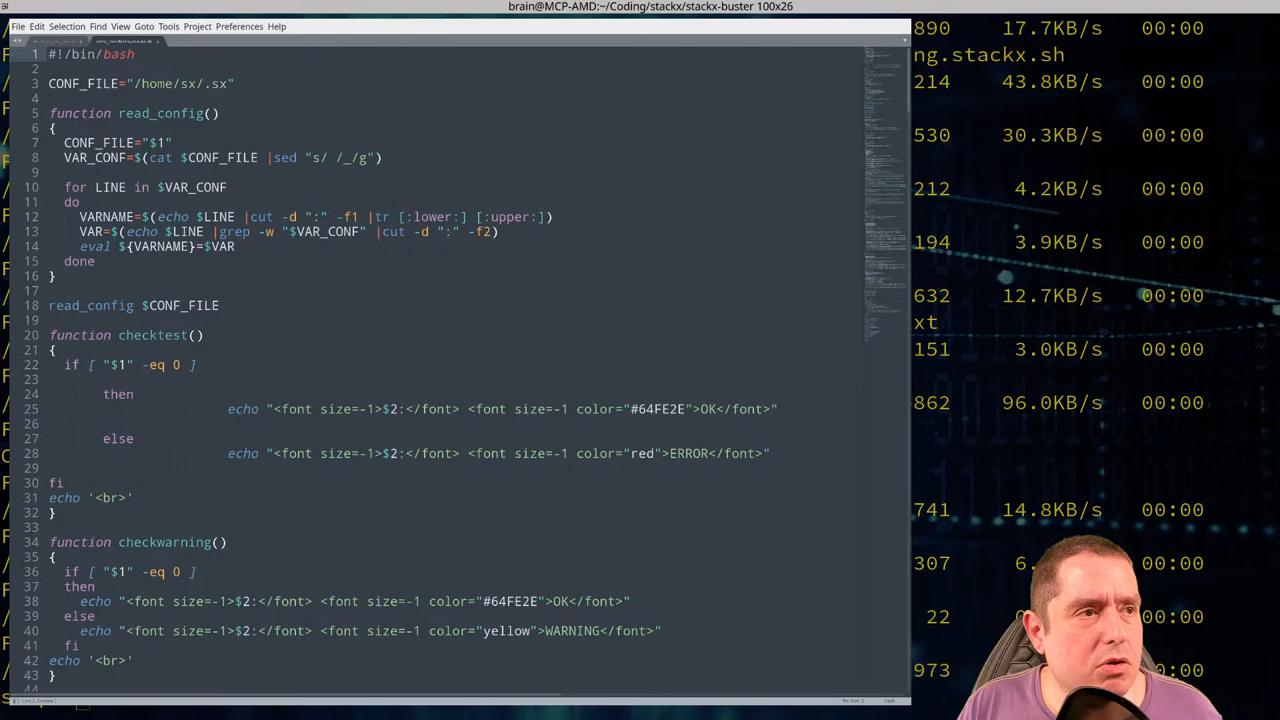 brain@MCP-AMD:~/Coding/stackx/stackx-buster 100x26
File Edit Selection Find View Goto Tools Project Preferences Help
1 #!/bin/bash
2
3 CONF_FILE="/home/sx/.sx"
4
5 function read_config()
6 {
7 CONF_FILE="$1"
8 VAR_CONF=$(cat $CONF_FILE |sed "s/ /_/g")
9
10 for LINE in $VAR_CONF
11 do
12 VARNAME=$(echo $LINE |cut -d ":" -f1 |tr [:lower:] [:upper:])
13 VAR=$(echo $LINE |grep -w "$VAR_CONF" |cut -d ":" -f2)
14 eval ${VARNAME}=$VAR
15 done
16 }
17
18 read_config $CONF_FILE
19
20 function checktest()
21 {
22 if [ "$1" -eq 0 ]
23
24 then
25 echo "<font size=-1>$2:</font> <font size=-1 color="#64FE2E">OK</font>"
26
27 else
28 echo "<font size=-1>$2:</font> <font size=-1 color="red">ERROR</font>"
29
30 fi
31 echo '<br>'
32 }
33
34 function checkwarning()
35 {
36 if [ "$1" -eq 0 ]
37 then
38 echo "<font size=-1>$2:</font> <font size=-1 color="#64FE2E">OK</font>"
39 else
40 echo "<font size=-1>$2:</font> <font size=-1 color="yellow">WARNING</font>"
41 fi
42 echo '<br>'
43 }
44
890 17.7KB/s 00:00
ng.stackx.sh
214 43.8KB/s 00:00
530 30.3KB/s 00:00
212 4.2KB/s 00:00
194 3.9KB/s 00:00
632 12.7KB/s 00:00
xt
151 3.0KB/s 00:00
862 96.0KB/s 00:00
741 14.8KB/s 00:00
307 6. 00:00
22 00:00
973 00:00